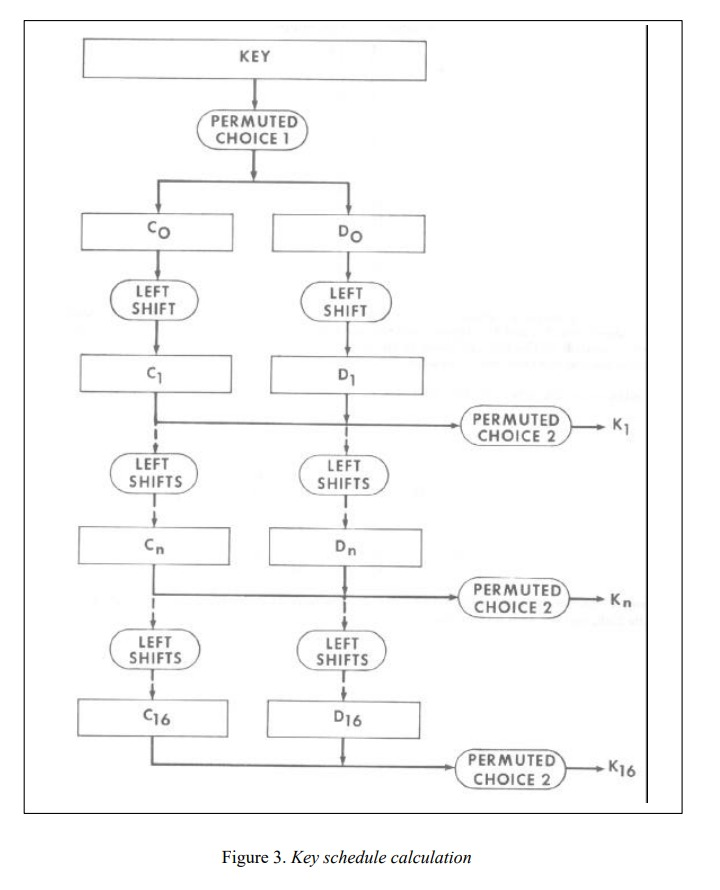 KEY
PERMUTED
CHOICE 1
C0
D0
LEFT
SHIFT
LEFT
SHIFT
C1
D1
PERMUTED
CHOICE 2
K1
LEFT
SHIFTS
LEFT
SHIFTS
Cn
Dn
PERMUTED
CHOICE 2
Kn
LEFT
SHIFTS
LEFT
SHIFTS
C16
D16
PERMUTED
CHOICE 2
K16
Figure 3. Key schedule calculation